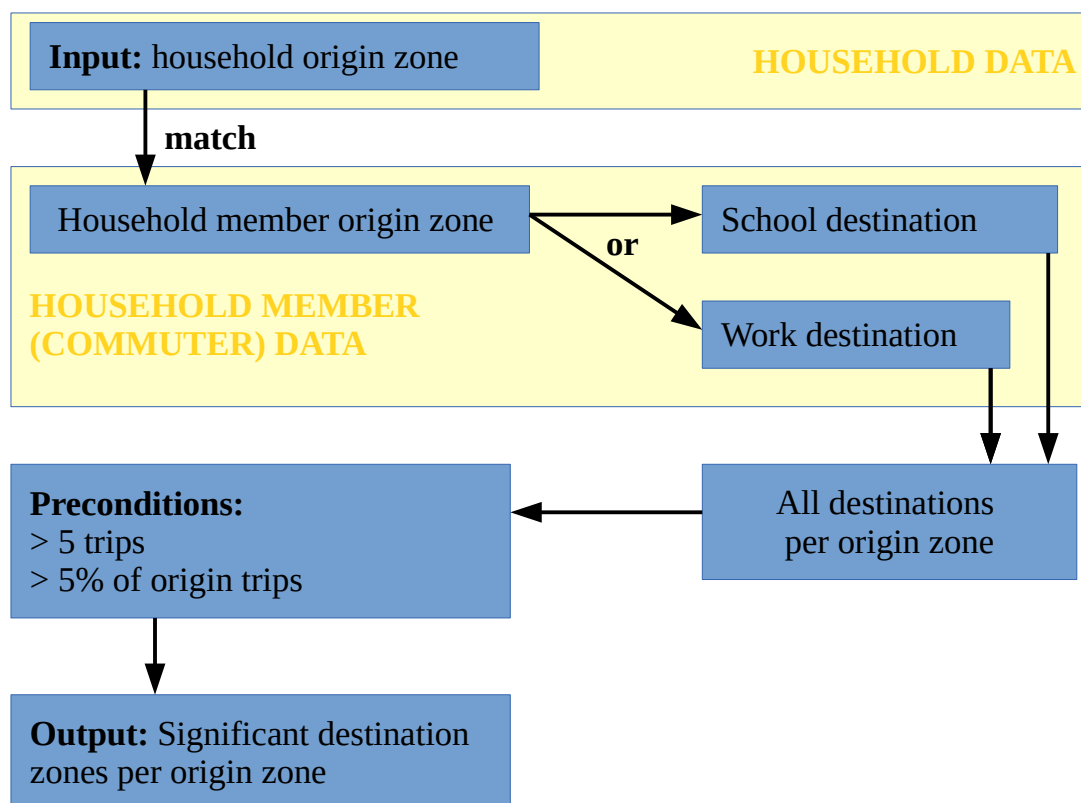 Input: household origin zone
HOUSEHOLD DATA
match
Household member origin zone
School destination
or
HOUSEHOLD MEMBER
(COMMUTER) DATA
Work destination
Preconditions:
> 5 trips
> 5% of origin trips
All destinations
per origin zone
Output: Significant destination
zones per origin zone